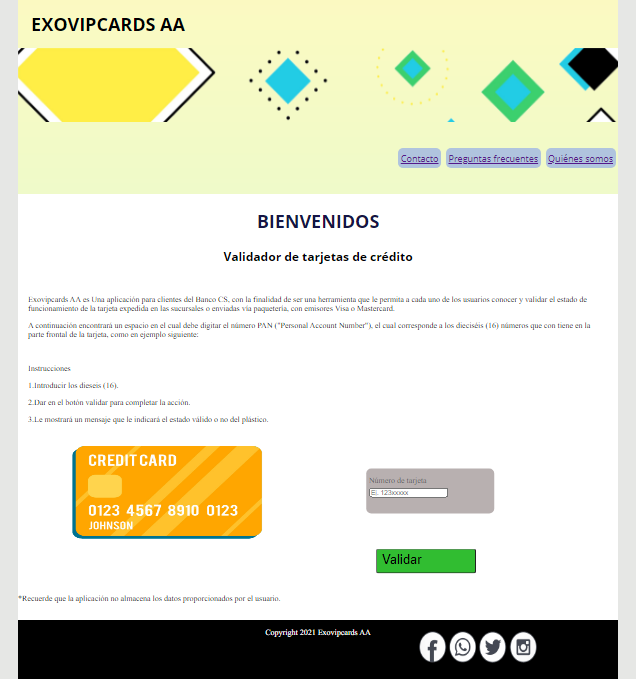 EXOVIPCARDS AA
Contacto Preguntas frecuentes Quiénes somos
BIENVENIDOS
Validador de tarjetas de crédito
Exovipcards AA es Una aplicación para clientes del Banco CS, con la finalidad de ser una herramienta que le permita a cada uno de los usuarios conocer y validar el estado de
funcionamiento de la tarjeta expedida en las sucursales o enviadas vía paquetería, con emisores Visa o Mastercard.
A continuación encontrará un espacio en el cual debe digitar el número PAN ("Personal Account Number"), el cual corresponde a los dieciséis (16) números que con tiene en la
parte frontal de la tarjeta, como en ejemplo siguiente:
Instrucciones
1.Introducir los dieseis (16).
2.Dar en el botón validar para completar la acción.
3.Le mostrará un mensaje que le indicará el estado válido o no del plástico.
CREDIT CARD
0123 4567 8910 0123
JOHNSON
Número de tarjeta
Ej. 123xxxxx
Validar
*Recuerde que la aplicación no almacena los datos proporcionados por el usuario.
Copyright 2021 Exovipcards AA